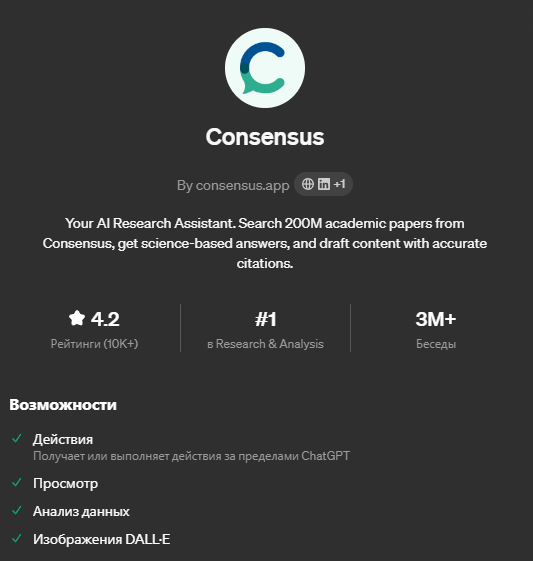 Consensus
By consensus.app +1
Your AI Research Assistant. Search 200M academic papers from
Consensus, get science-based answers, and draft content with accurate
citations.
4.2 #1 3M+
Рейтинги (10K+) в Research & Analysis Беседы
Возможности
Действия
Получает или выполняет действия за пределами ChatGPT
Просмотр
Анализ данных
Изображения DALL·E